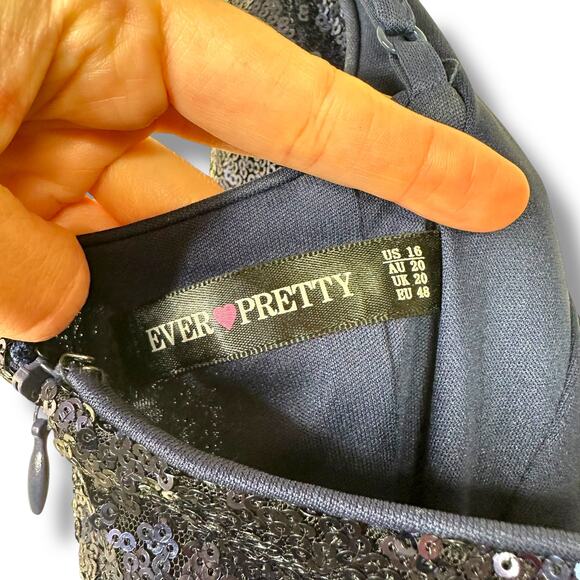 EVER PRETTY
US 16
AU 20
UK 20
EU 48